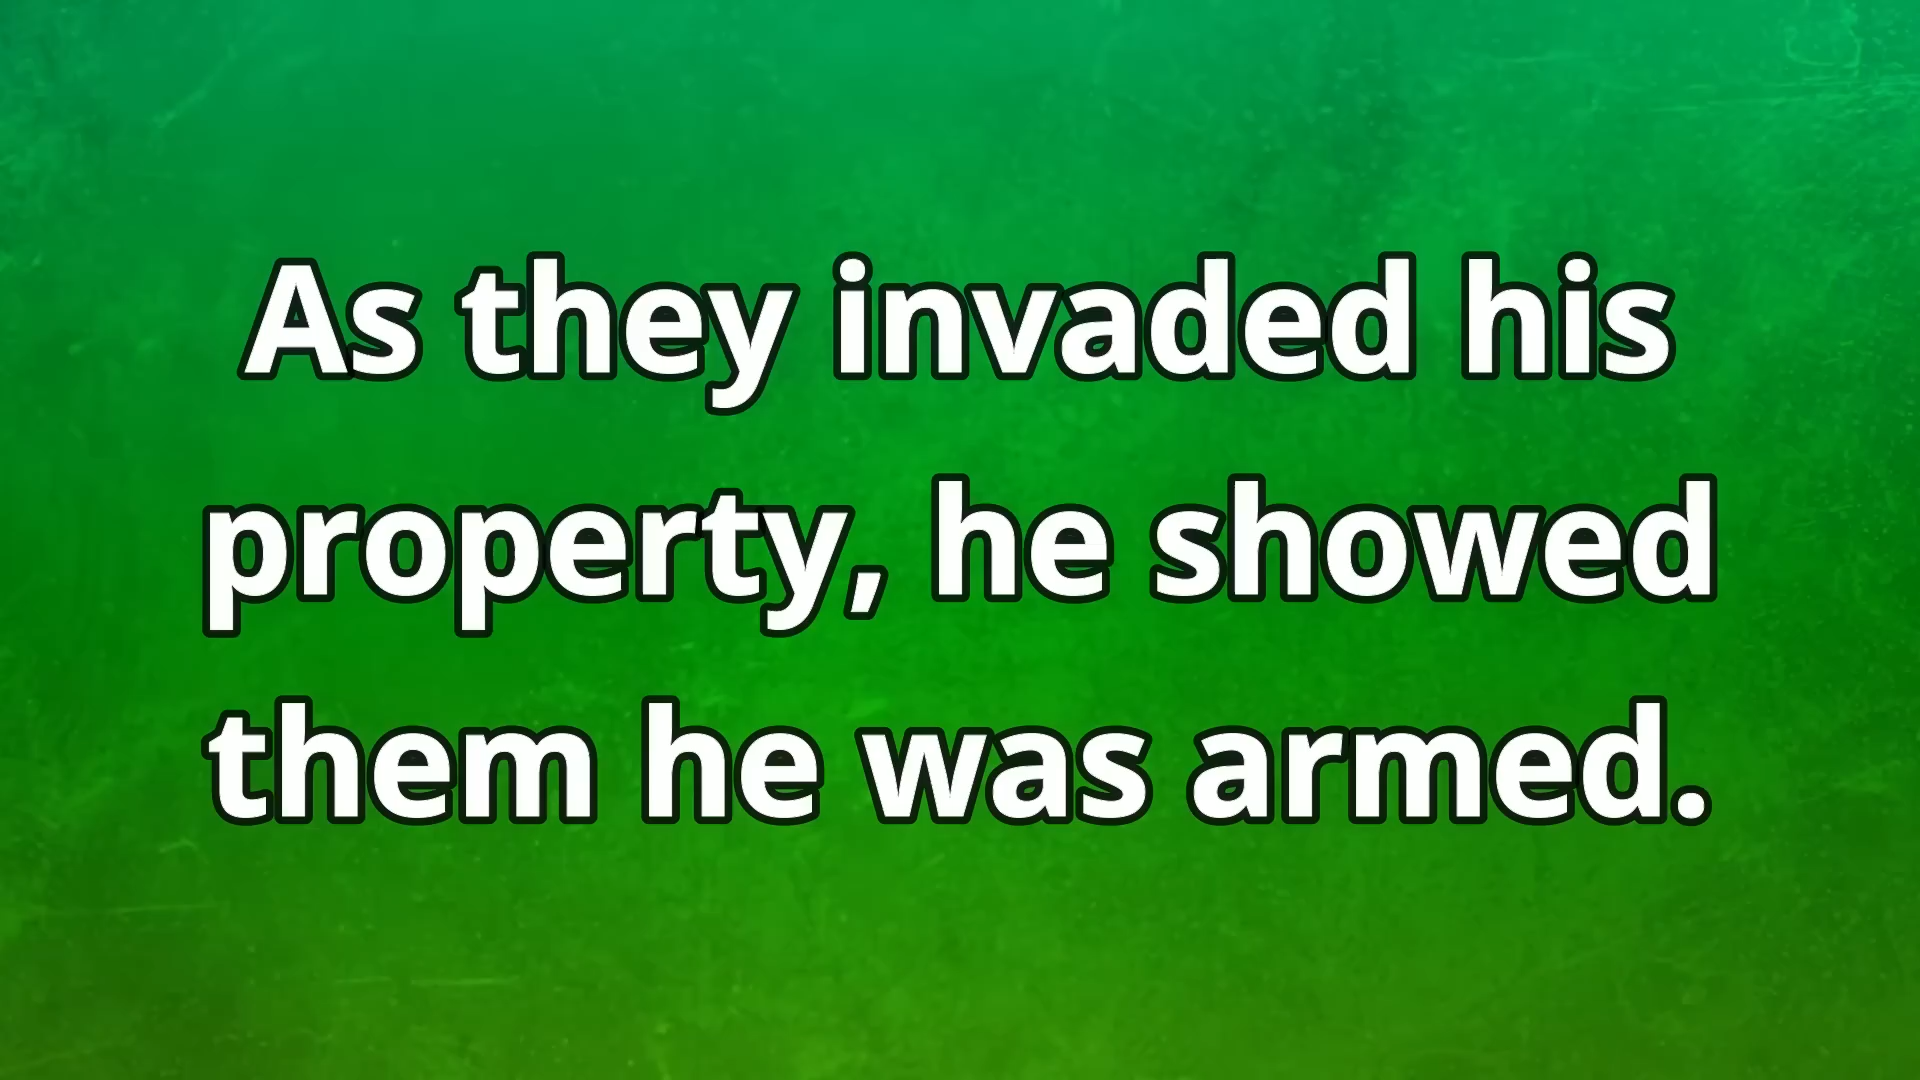 As they invaded his
property, he showed
them he was armed.